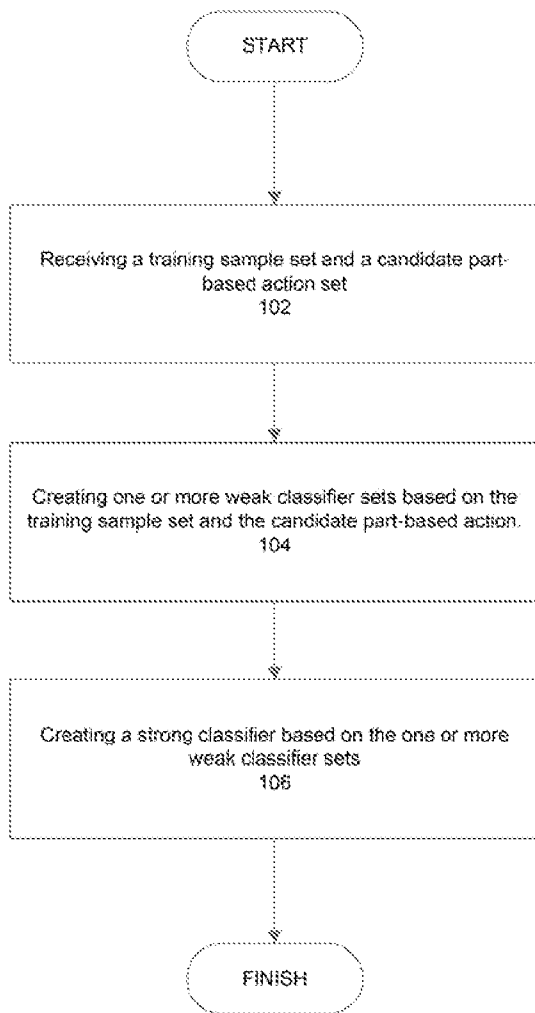 START
Receiving a training sample set and a candidate part-
based action set
102
Creating one or more weak classifier sets based on the
training sample set and the candidate part-based action.
104
Creating a strong classifier based on the one or more
weak classifier sets
106
FINISH